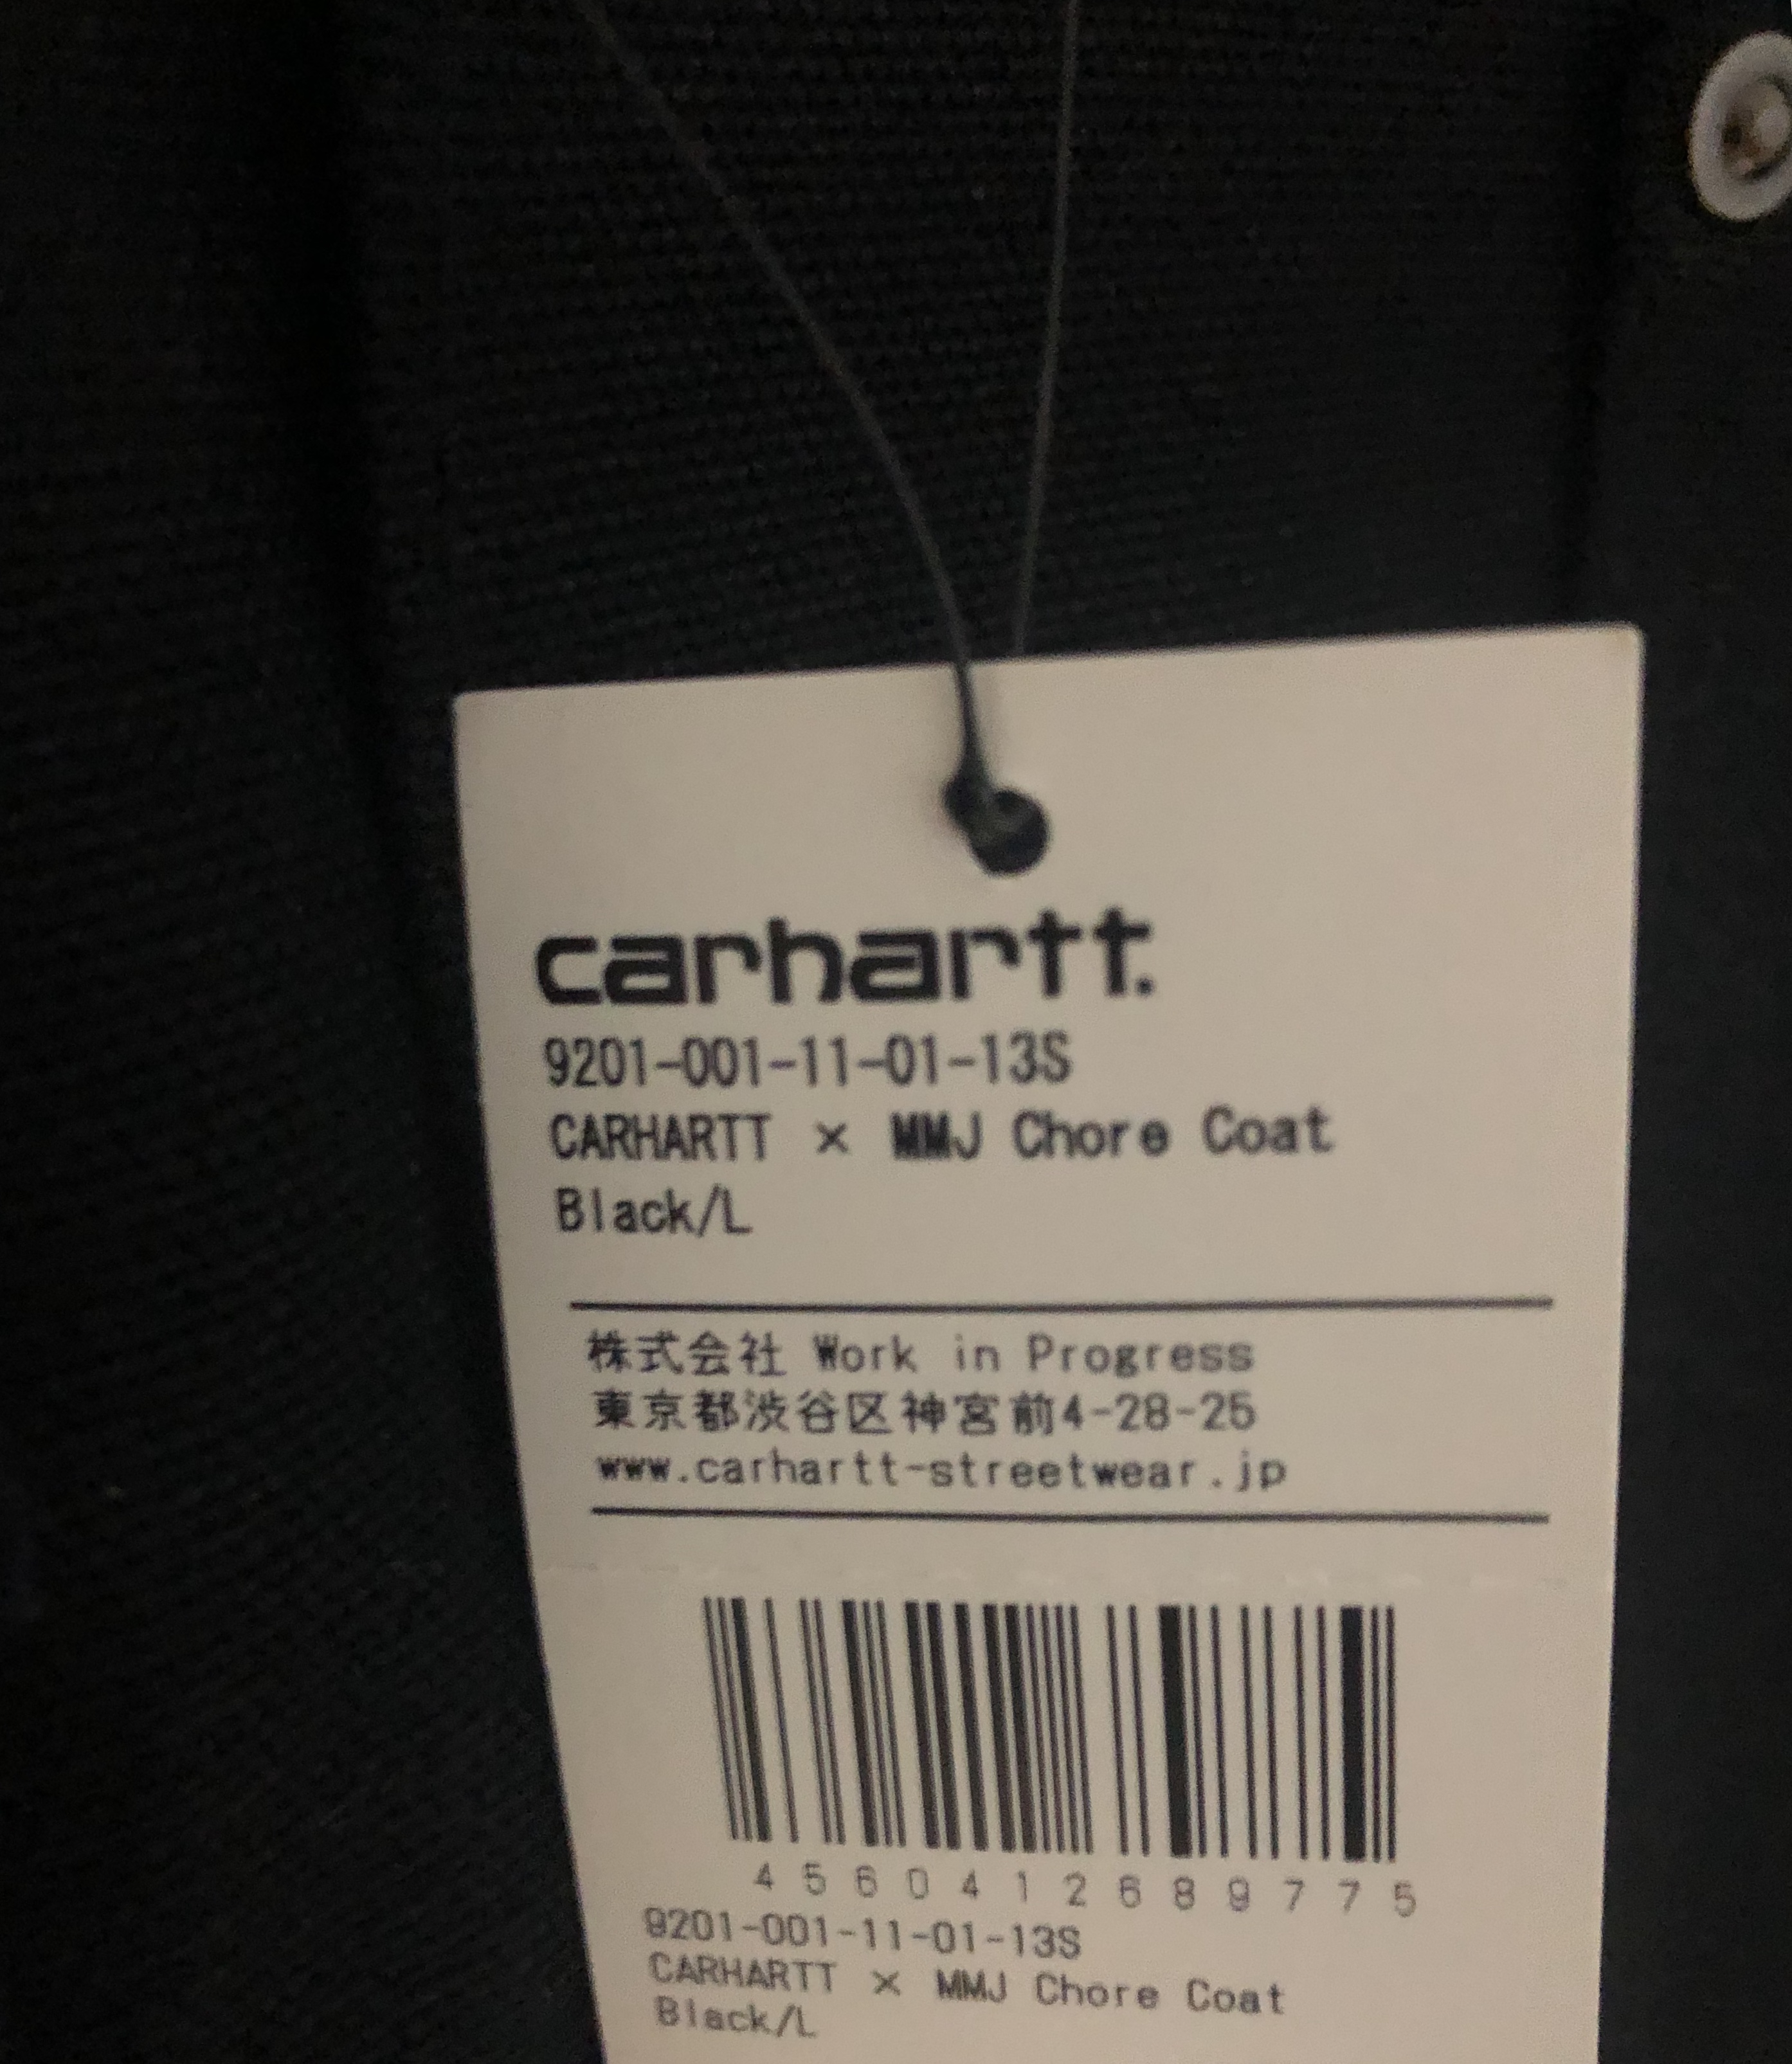 carhartt.
9201-001-11-01-13S
CARHARTT × MMJ Chore Coat
Black/L
株式会社 Work in Progress
東京都渋谷区神宮前4-28-25
www.carhartt-streetwear.jp
4560412689775
9201-001-11-01-13S
CARHARTT × MMJ Chore Coat
Black/L